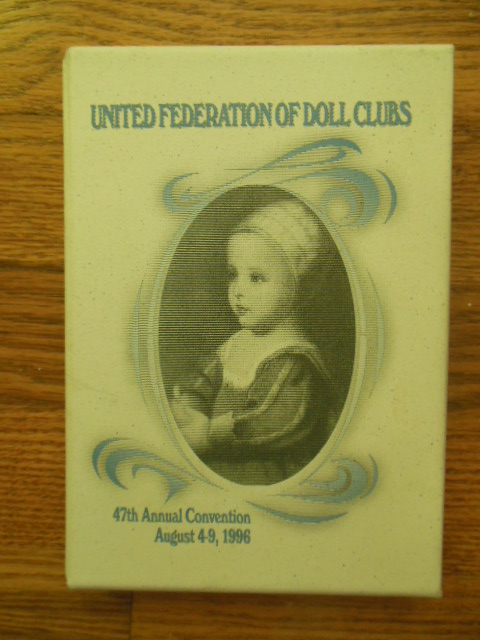 UNITED FEDERATION OF DOLL CLUBS
47th Annual Convention
August 4-9, 1996